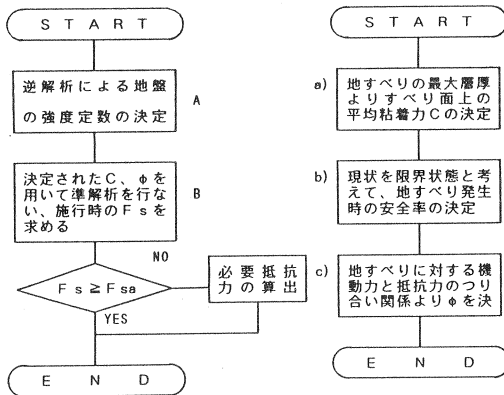 START
逆解析による地盤
の強度定数の決定
A
決定されたC、φを
用いて準解析を行な
い、施行時のFsを
求める
B
NO
Fs≧Fsa
必要抵抗
力の算出
YES
END
START
a)
地すべりの最大層厚
よりすべり面上の
平均粘着力Cの決定
b)
現状を限界状態と考
えて、地すべり発生
時の安全率の決定
c)
地すべりに対する機
動力と抵抗力のつり
合い関係よりφを決
END